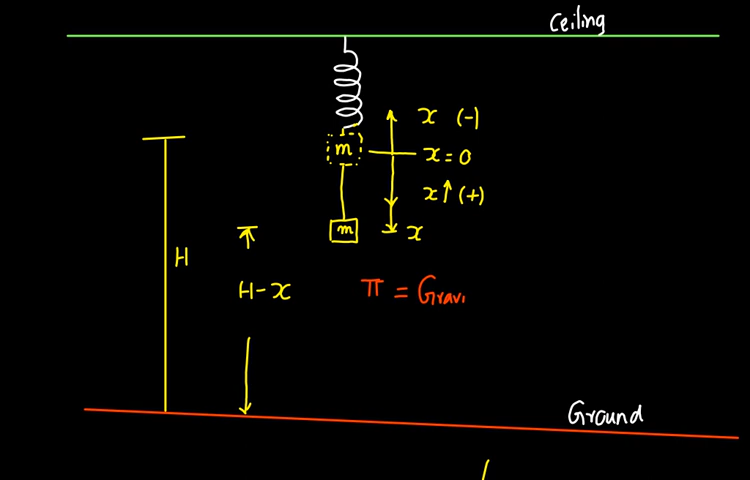 Ceiling
x (-)
m
x=0
x↑(+)
m
x
H
H-x
π = Gravi
Ground